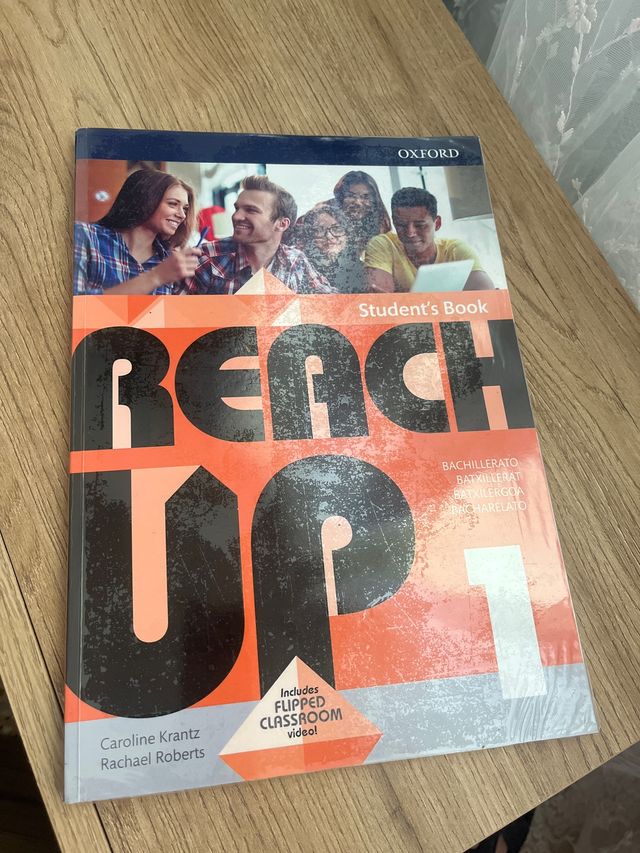 OXFORD
Student's Book
REACH
UP
BACHILLERATO
BATXILLERAT
BATXILERGOA
BACHARELATO
1
Includes
FLIPPED
CLASSROOM
video!
Caroline Krantz
Rachael Roberts